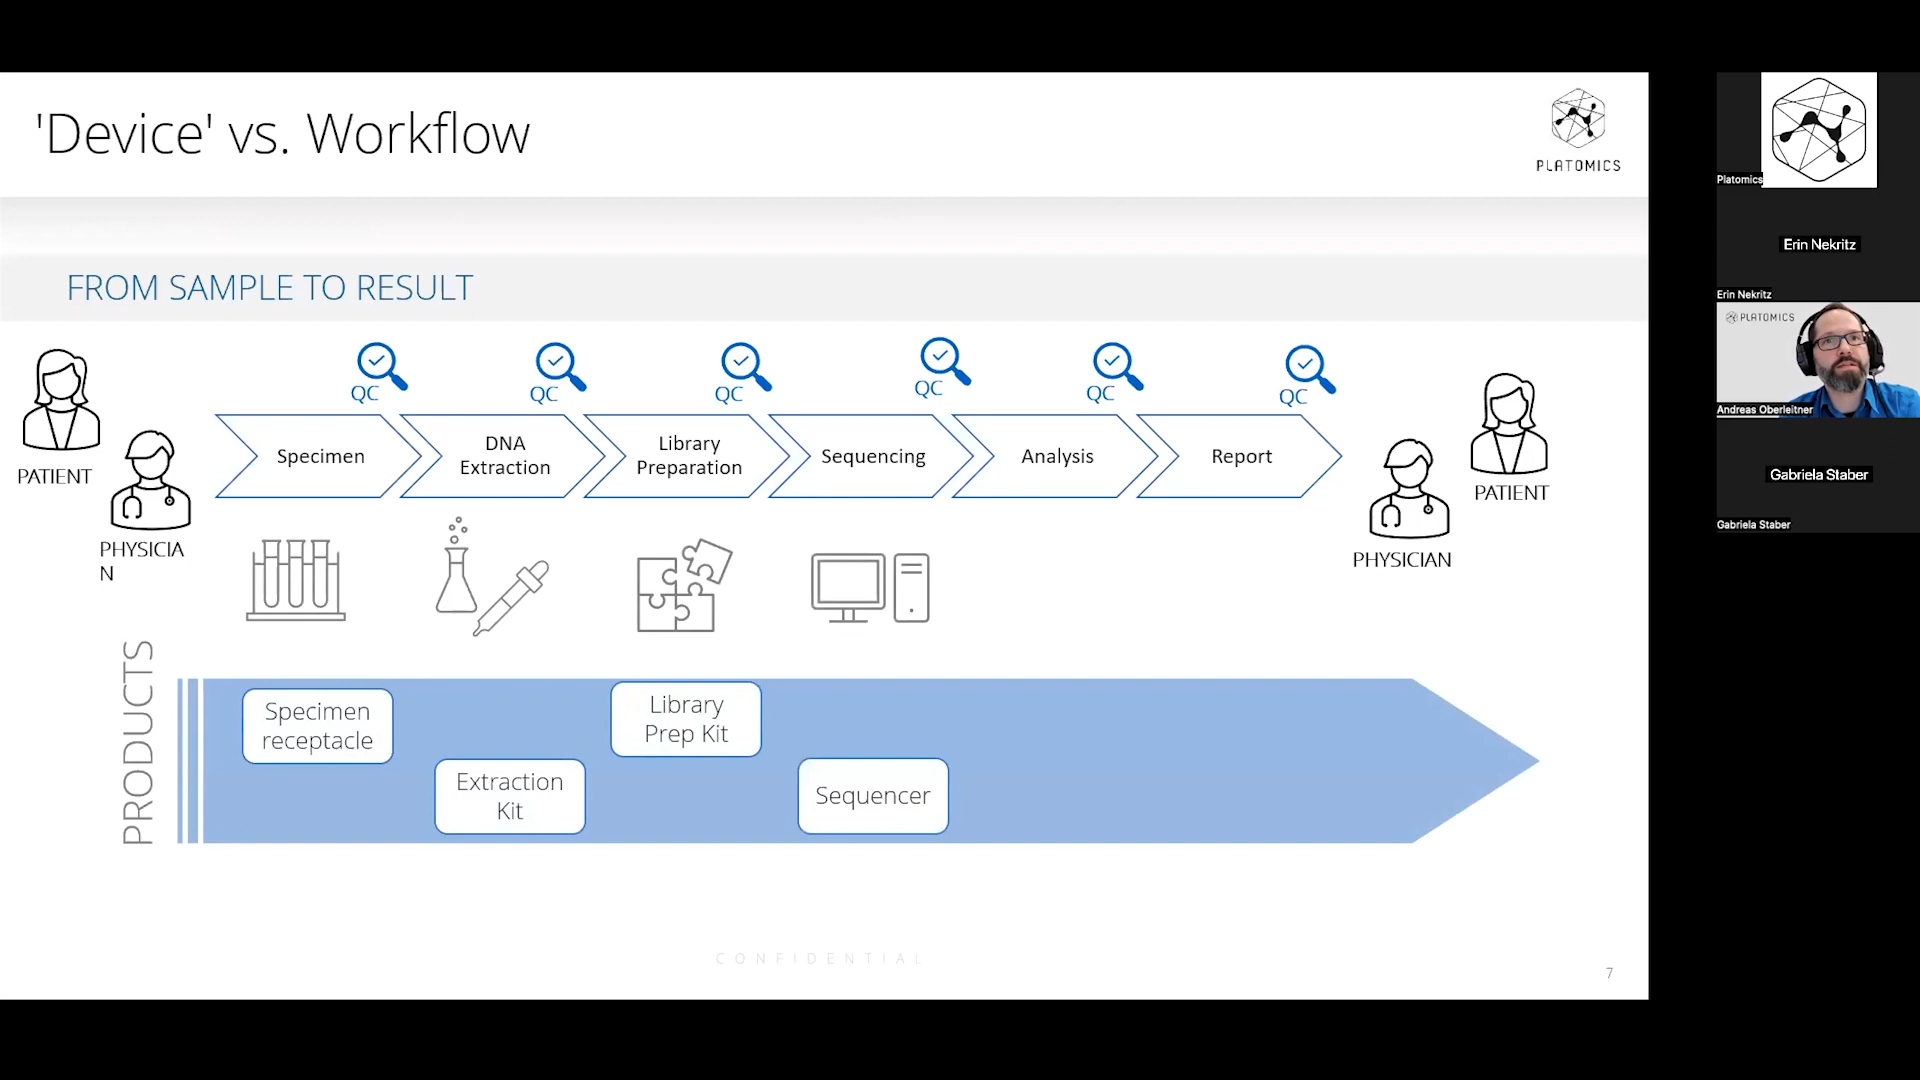 'Device' vs. Workflow
PLATOMICS
FROM SAMPLE TO RESULT
QC
QC
QC
QC
QC
QC
PATIENT
PHYSICIA
N
Specimen
DNA
Extraction
Library
Preparation
Sequencing
Analysis
Report
PATIENT
PHYSICIAN
PRODUCTS
Specimen
receptacle
Extraction
Kit
Library
Prep Kit
Sequencer
CONFIDENTIAL
7
Platomics
Erin Nekritz
Erin Nekritz
PLATOMICS
Andreas Oberleitner
Gabriela Staber
Gabriela Staber